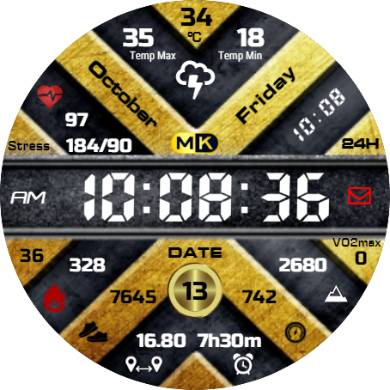 34
°C
35 18
Temp Max Temp Min
October Friday
10:08
97
Stress 184/90 MK 24H
AM 10:08:36
VO2max
36 328 DATE 2680 0
7645 13 742
16.80 7h30m